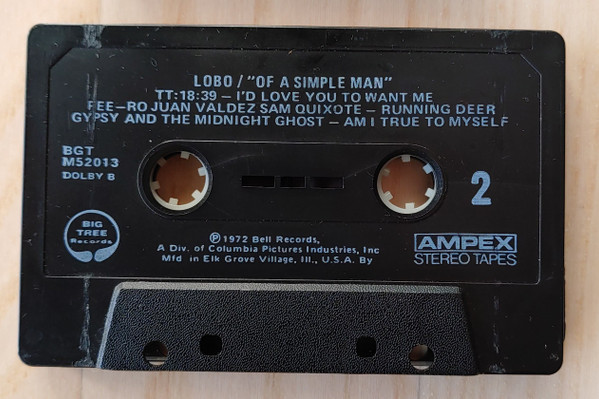 LOBO / "OF A SIMPLE MAN"
TT:18:39 — I'D LOVE YOU TO WANT ME
FEE—RO JUAN VALDEZ SAM QUIXOTE — RUNNING DEER
GYPSY AND THE MIDNIGHT GHOST — AM I TRUE TO MYSELF
BGT
M52013
DOLBY B
2
BIG
TREE
Records
℗ 1972 Bell Records,
A Div. of Columbia Pictures Industries, Inc
Mfd in Elk Grove Village, Ill., U.S.A. By
AMPEX
STEREO TAPES